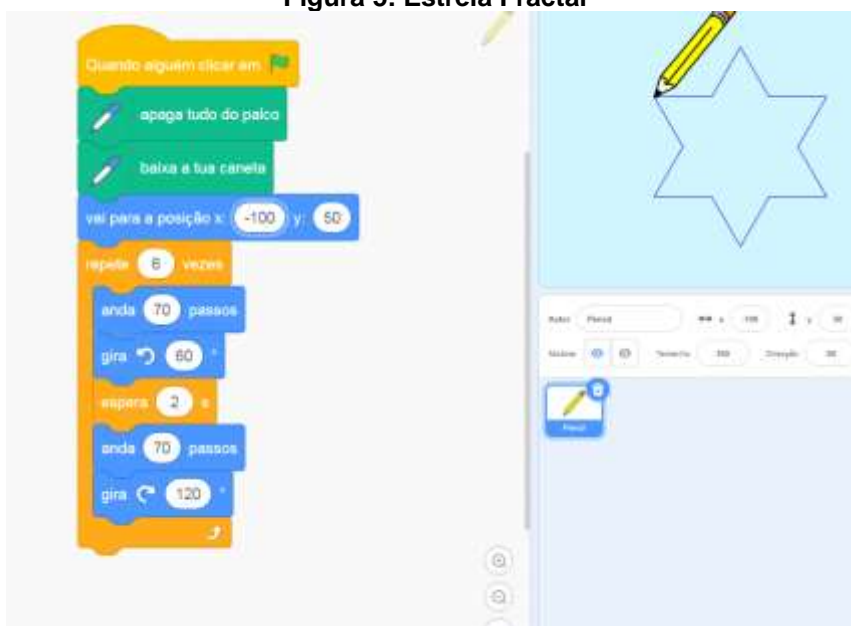 Figura 5: Estrela Fractal
Quando alguém clicar em
apaga tudo do palco
baixa a tua caneta
vai para a posição x: -100 y: 50
repete 6 vezes
anda 70 passos
gira 60 °
espera 2 s
anda 70 passos
gira 120 °